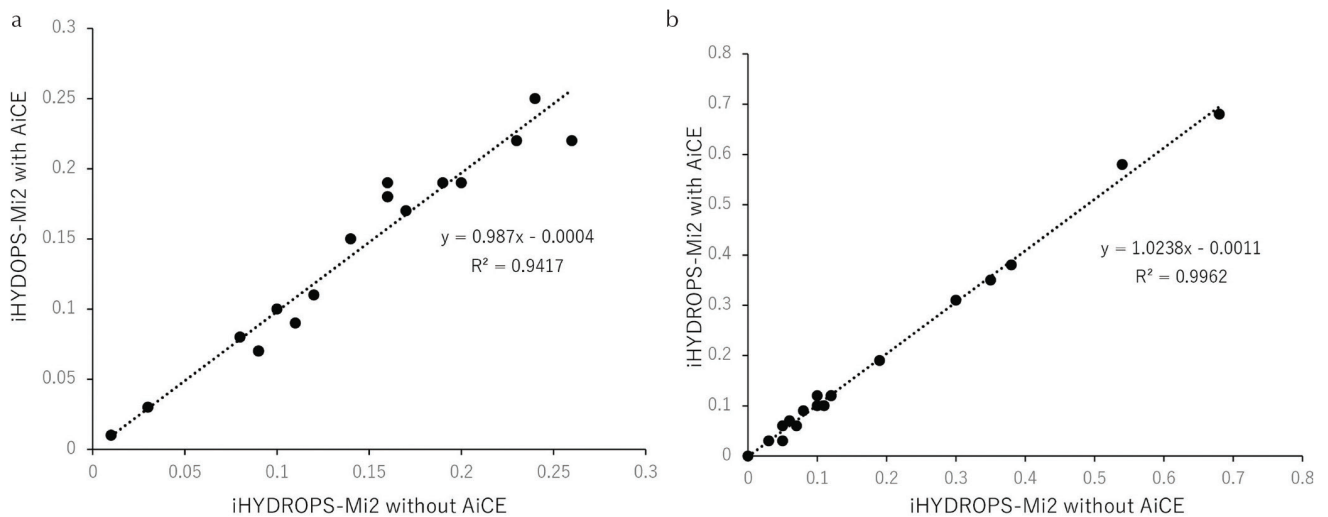 a
0.3
0.25
0.2
0.15
0.1
0.05
0
iHYDOPS-Mi2 with AiCE
y = 0.987x - 0.0004
R² = 0.9417
0 0.05 0.1 0.15 0.2 0.25 0.3
iHYDROPS-Mi2 without AiCE
b
0.8
0.7
0.6
0.5
0.4
0.3
0.2
0.1
0
iHYDROPS-Mi2 with AiCE
y = 1.0238x - 0.0011
R² = 0.9962
0 0.1 0.2 0.3 0.4 0.5 0.6 0.7 0.8
iHYDROPS-Mi2 without AiCE